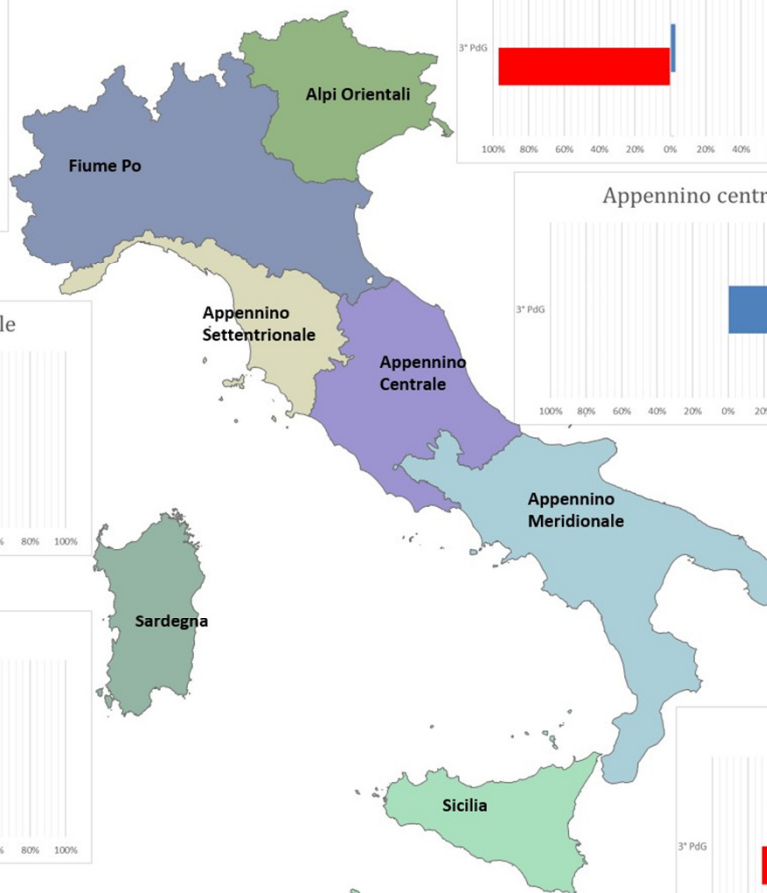 3° PdG
100% 80% 60% 40% 20% 0% 20% 40%
Alpi Orientali
Fiume Po
Appennino centr
3° PdG
100% 80% 60% 40% 20% 0% 20
Appennino
Settentrionale
le
Appennino
Centrale
Appennino
Meridionale
% 80% 100%
Sardegna
Sicilia
3° PdG
% 80% 100%